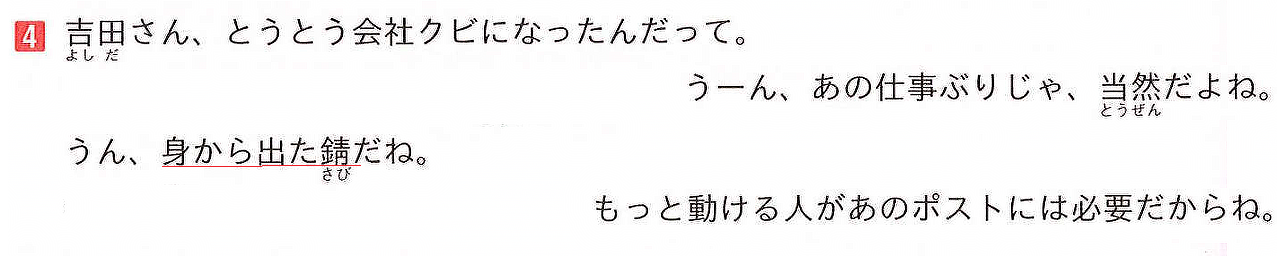 4 吉田さん、とうとう会社クビになったんだって。
よしだ
うーん、あの仕事ぶりじゃ、当然だよね。
とうぜん
うん、身から出た錆だね。
さび
もっと動ける人があのポストには必要だからね。